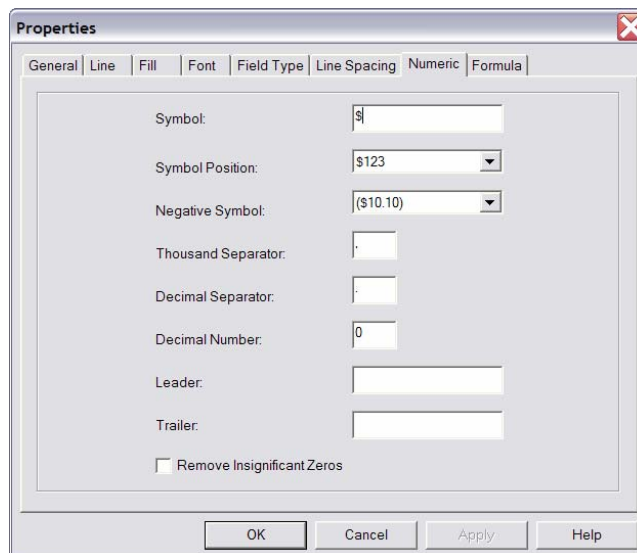 Properties
General Line Fill Font Field Type Line Spacing Numeric Formula
Symbol: $
Symbol Position: $123
Negative Symbol: ($10.10)
Thousand Separator: ,
Decimal Separator: .
Decimal Number: 0
Leader:
Trailer:
Remove Insignificant Zeros
OK Cancel Apply Help